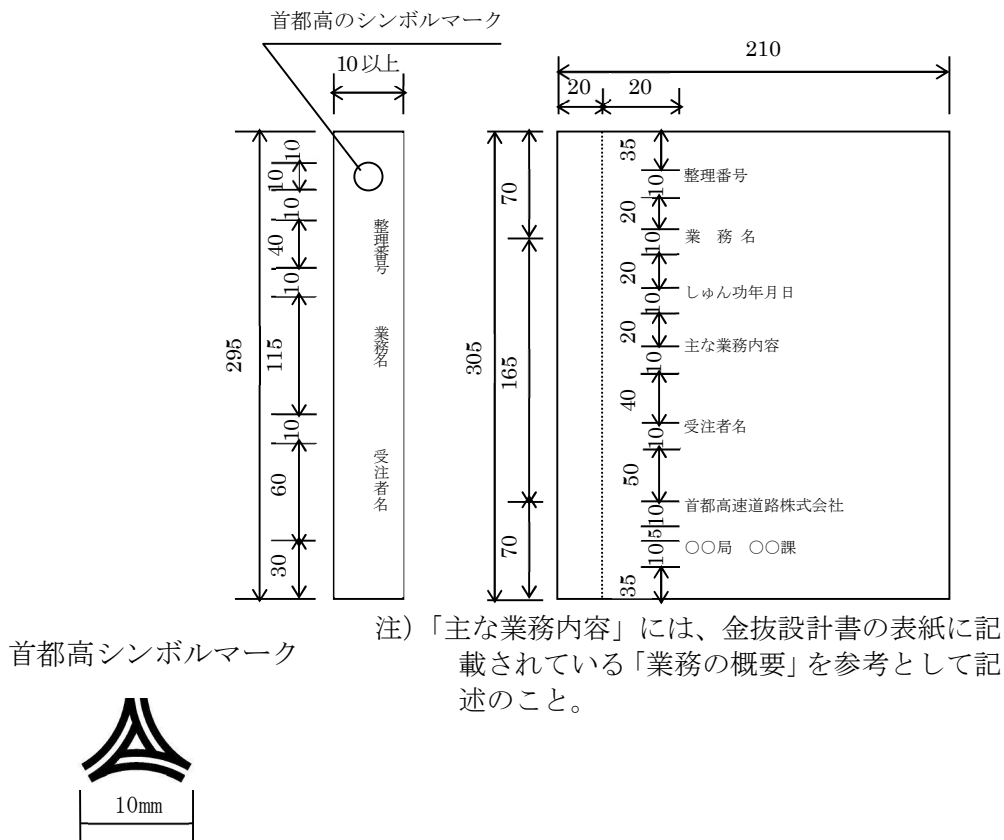 首都高のシンボルマーク
10以上
10
10
10
40
10
115
10
60
30
295
整理番号
業務名
受注者名
210
20
20
305
70
165
70
35
10
整理番号
20
10
業 務 名
20
10
しゅん功年月日
20
10
主な業務内容
40
10
受注者名
50
10
首都高速道路株式会社
5
10
○○局 ○○課
35
注)「主な業務内容」には、金抜設計書の表紙に記
載されている「業務の概要」を参考として記
述のこと。
首都高シンボルマーク
10mm